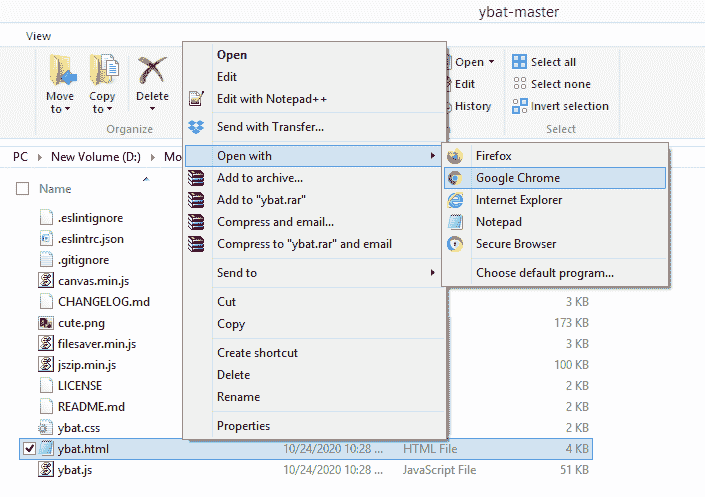 ybat-master
View
Move to
Copy to
Delete
Organize
Open
Edit
History
Select all
Select none
Invert selection
Select
PC
New Volume (D:)
Mo
Name
.eslintignore
.eslintrc.json
.gitignore
canvas.min.js
CHANGELOG.md
3 KB
cute.png
173 KB
filesaver.min.js
3 KB
jszip.min.js
100 KB
LICENSE
2 KB
README.md
2 KB
ybat.css
2 KB
ybat.html
10/24/2020 10:28 ...
HTML File
4 KB
ybat.js
10/24/2020 10:28 ...
JavaScript File
51 KB
Open
Edit
Edit with Notepad++
Send with Transfer...
Open with
Add to archive...
Add to "ybat.rar"
Compress and email...
Compress to "ybat.rar" and email
Send to
Cut
Copy
Create shortcut
Delete
Rename
Properties
Firefox
Google Chrome
Internet Explorer
Notepad
Secure Browser
Choose default program...